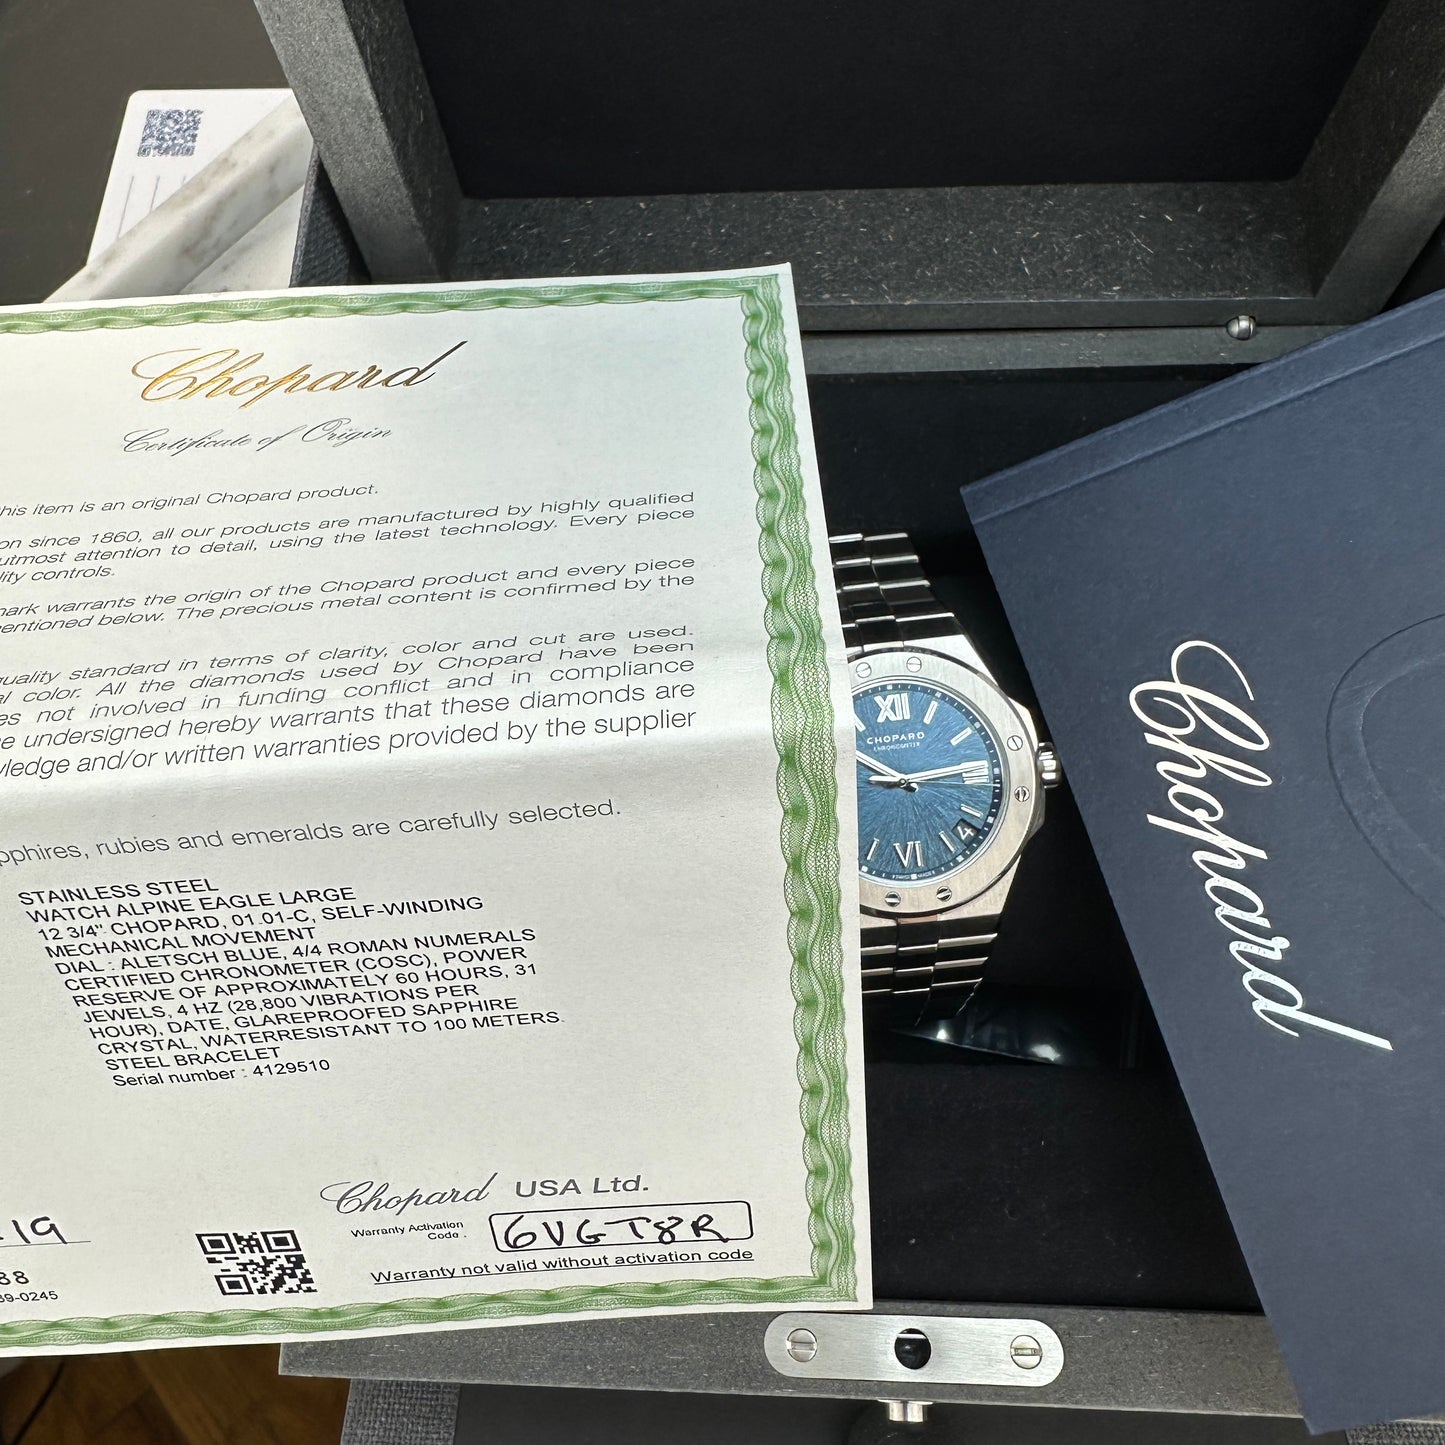 Chopard
Certificate of Origin
this item is an original Chopard product.
on since 1860, all our products are manufactured by highly qualified
utmost attention to detail, using the latest technology. Every piece
lity controls.
mark warrants the origin of the Chopard product and every piece
entioned below. The precious metal content is confirmed by the
quality standard in terms of clarity, color and cut are used.
al color. All the diamonds used by Chopard have been
es not involved in funding conflict and in compliance
e undersigned hereby warrants that these diamonds are
wledge and/or written warranties provided by the supplier
pphires, rubies and emeralds are carefully selected.
STAINLESS STEEL
WATCH ALPINE EAGLE LARGE
12 3/4" CHOPARD, 01.01-C, SELF-WINDING
MECHANICAL MOVEMENT
DIAL : ALETSCH BLUE, 4/4 ROMAN NUMERALS
CERTIFIED CHRONOMETER (COSC), POWER
RESERVE OF APPROXIMATELY 60 HOURS, 31
JEWELS, 4 HZ (28,800 VIBRATIONS PER
HOUR), DATE, GLAREPROOFED SAPPHIRE
CRYSTAL, WATERRESISTANT TO 100 METERS.
STEEL BRACELET
Serial number : 4129510
Chopard USA Ltd.
Warranty Activation
Code .
6VGT8R
Warranty not valid without activation code
19
88
39-0245
XII
CHOPARD
CHRONOMETER
III
4
VI
Chopard